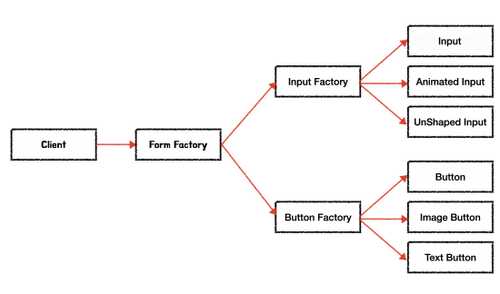 Client
Form Factory
Input Factory
Input
Animated Input
UnShaped Input
Button Factory
Button
Image Button
Text Button